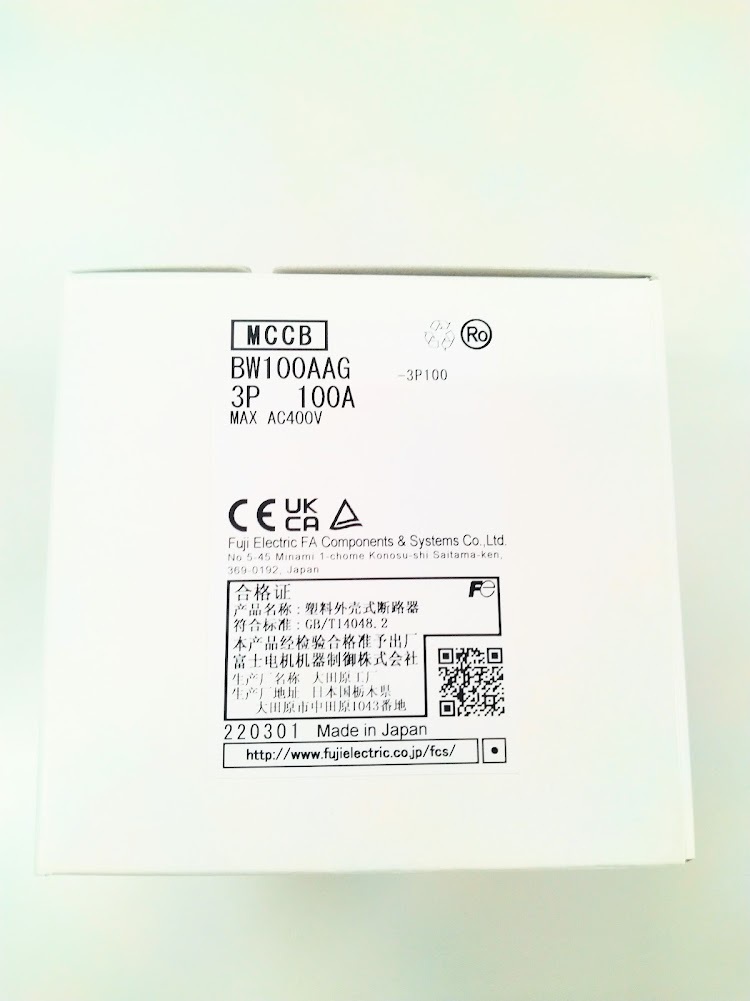 MCCB
Ro
BW100AAG -3P100
3P 100A
MAX AC400V
CE UK CA
Fuji Electric FA Components & Systems Co.,Ltd.
No.5-45 Minami 1-chome Konosu-shi Saitama-ken,
369-0192, Japan
合格证 Fe
产品名称：塑料外壳式断路器
符合标准：GB/T14048.2
本产品经检验合格准予出厂
富士电机机器制御株式会社
生产厂名称 大田原工厂
生产厂地址 日本国栃木県
大田原市中田原1043番地
220301 Made in Japan
http://www.fujielectric.co.jp/fcs/